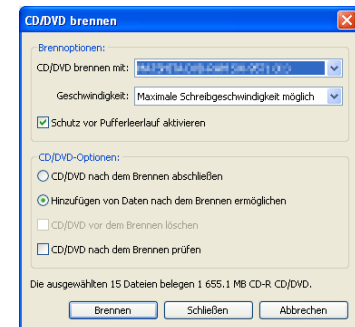 CD/DVD brennen
Brennoptionen:
CD/DVD brennen mit:
Geschwindigkeit: Maximale Schreibgeschwindigkeit möglich
Schutz vor Pufferleerlauf aktivieren
CD/DVD-Optionen:
CD/DVD nach dem Brennen abschließen
Hinzufügen von Daten nach dem Brennen ermöglichen
CD/DVD vor dem Brennen löschen
CD/DVD nach dem Brennen prüfen
Die ausgewählten 15 Dateien belegen 1 655.1 MB CD-R CD/DVD.
Brennen Schließen Abbrechen